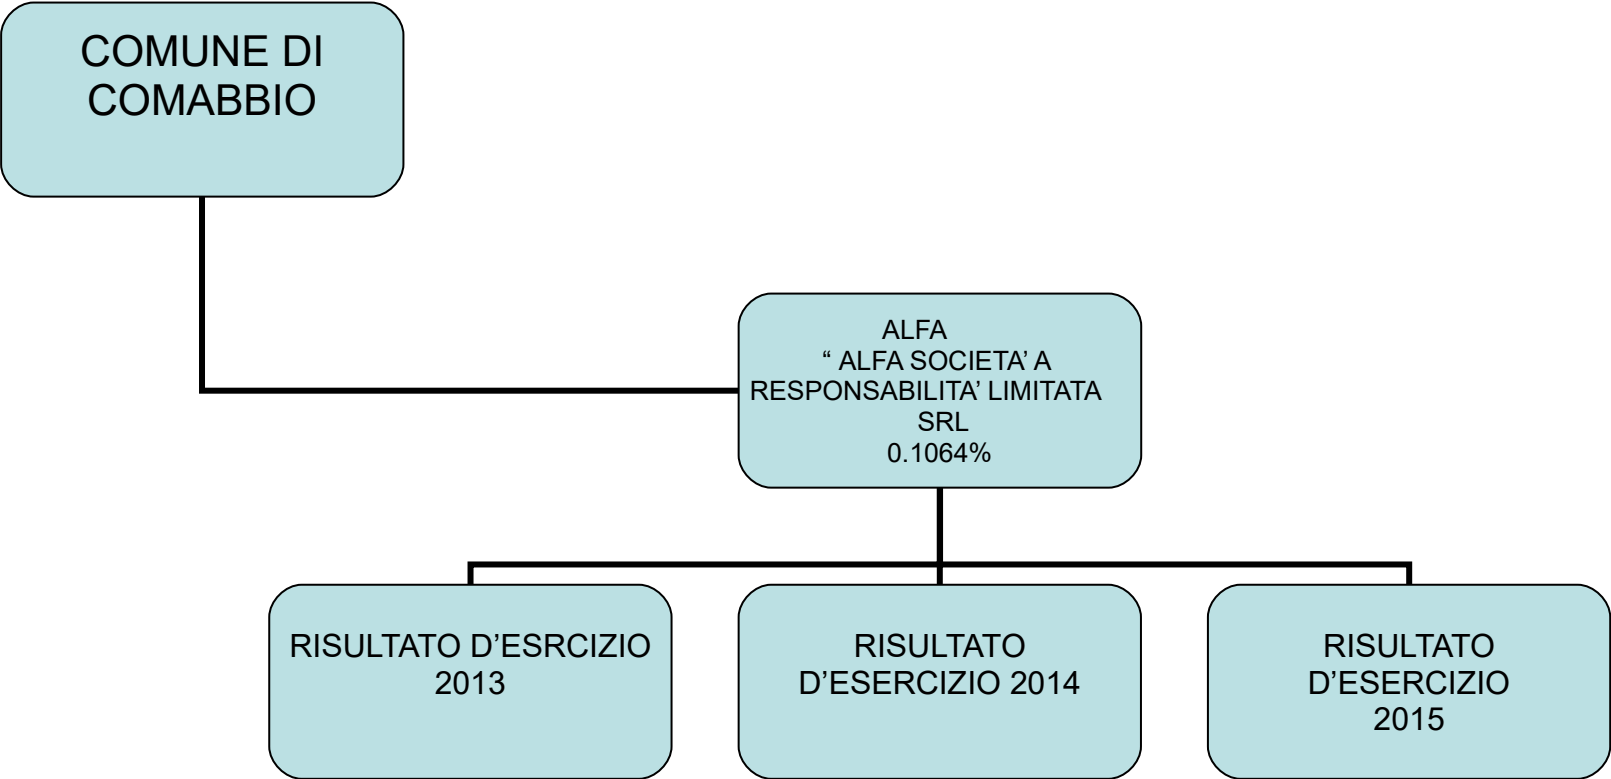 COMUNE DI
COMABBIO
ALFA
“ ALFA SOCIETA’ A
RESPONSABILITA’ LIMITATA
SRL
0.1064%
RISULTATO D’ESRCIZIO
2013
RISULTATO
D’ESERCIZIO 2014
RISULTATO
D’ESERCIZIO
2015